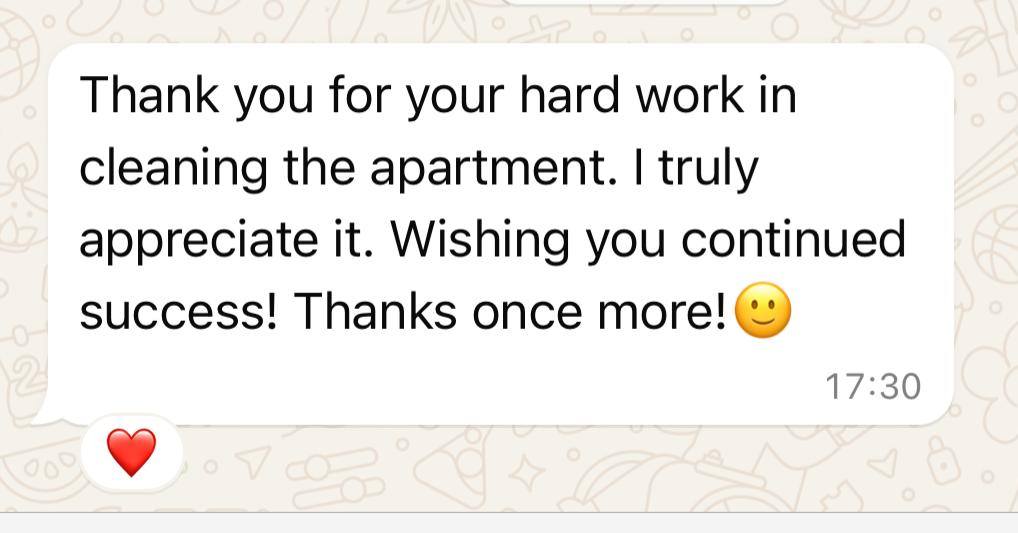 Thank you for your hard work in
cleaning the apartment. I truly
appreciate it. Wishing you continued
success! Thanks once more!🙂
17:30
❤️